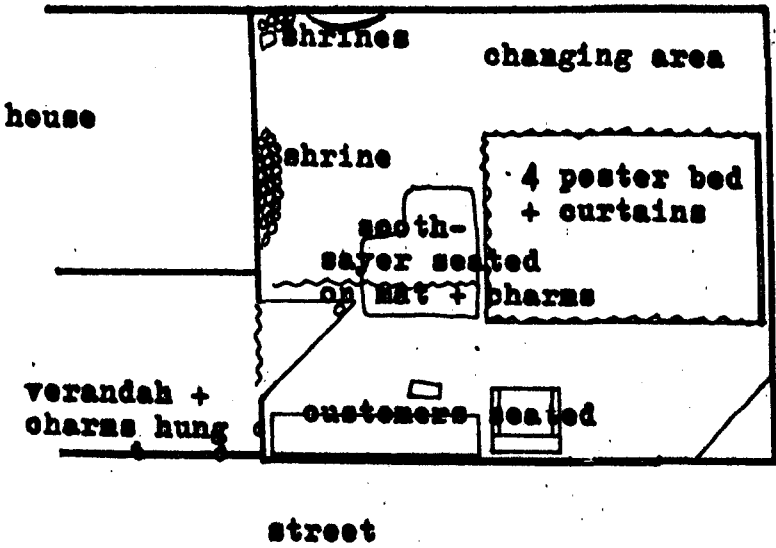 shrines
changing area
house
shrine
4 poster bed
+ curtains
sooth-
sayer seated
on mat + charms
verandah +
charms hung
customers seated
street